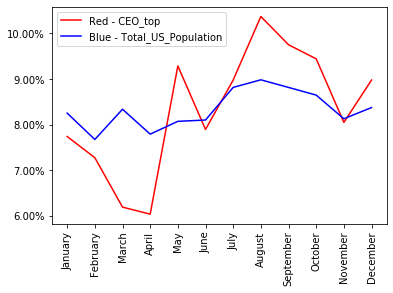 Red - CEO_top
Blue - Total_US_Population
10.00%
9.00%
8.00%
7.00%
6.00%
January
February
March
April
May
June
July
August
September
October
November
December